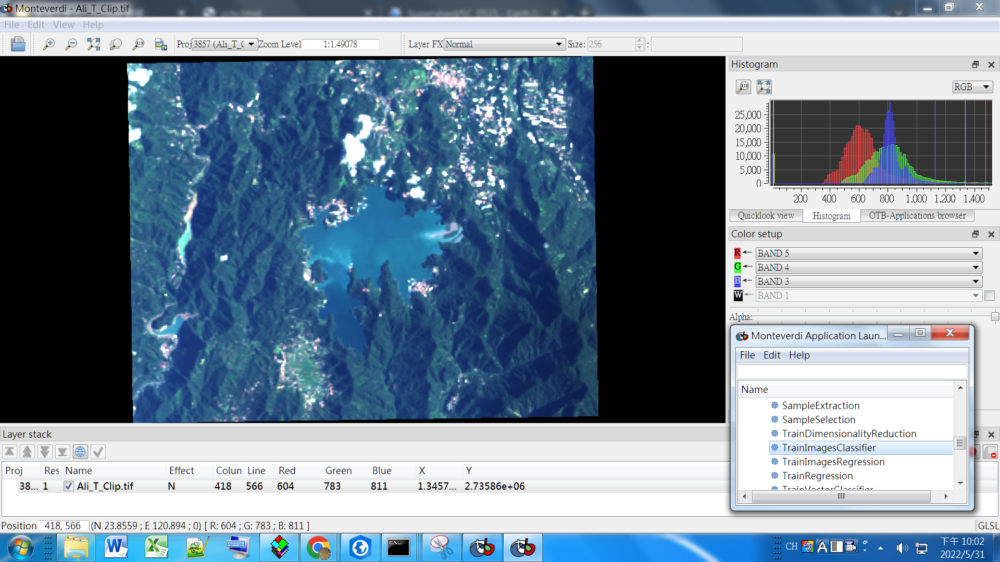 Monteverdi - Ali_T_Clip.tif
File Edit View Help
Proj 3857 (Ali_T_( Zoom Level 1:1.49078 Layer FX Normal Size: 256 :
Histogram
RGB
25,000
20,000
15,000
10,000
5,000
0
200 400 600 800 1.000 1.200 1.400
Quicklook view Histogram OTB-Applications browser
Color setup
R BAND 5
G BAND 4
B BAND 3
W BAND 1
Alpha:
Monteverdi Application Laun...
File Edit Help
Name
SampleExtraction
SampleSelection
TrainDimensionalityReduction
TrainImagesClassifier
TrainImagesRegression
TrainRegression
TrainVectorClassifier
Layer stack
Proj Res Name Effect Colun Line Red Green Blue X Y
38... 1 Ali_T_Clip.tif N 418 566 604 783 811 1.3457... 2.73586e+06
Position 418, 566 (N 23.8559 ; E 120.894 ; 0) [ R: 604 ; G: 783 ; B: 811 ]
GLSL
CH
下午 10:02
2022/5/31